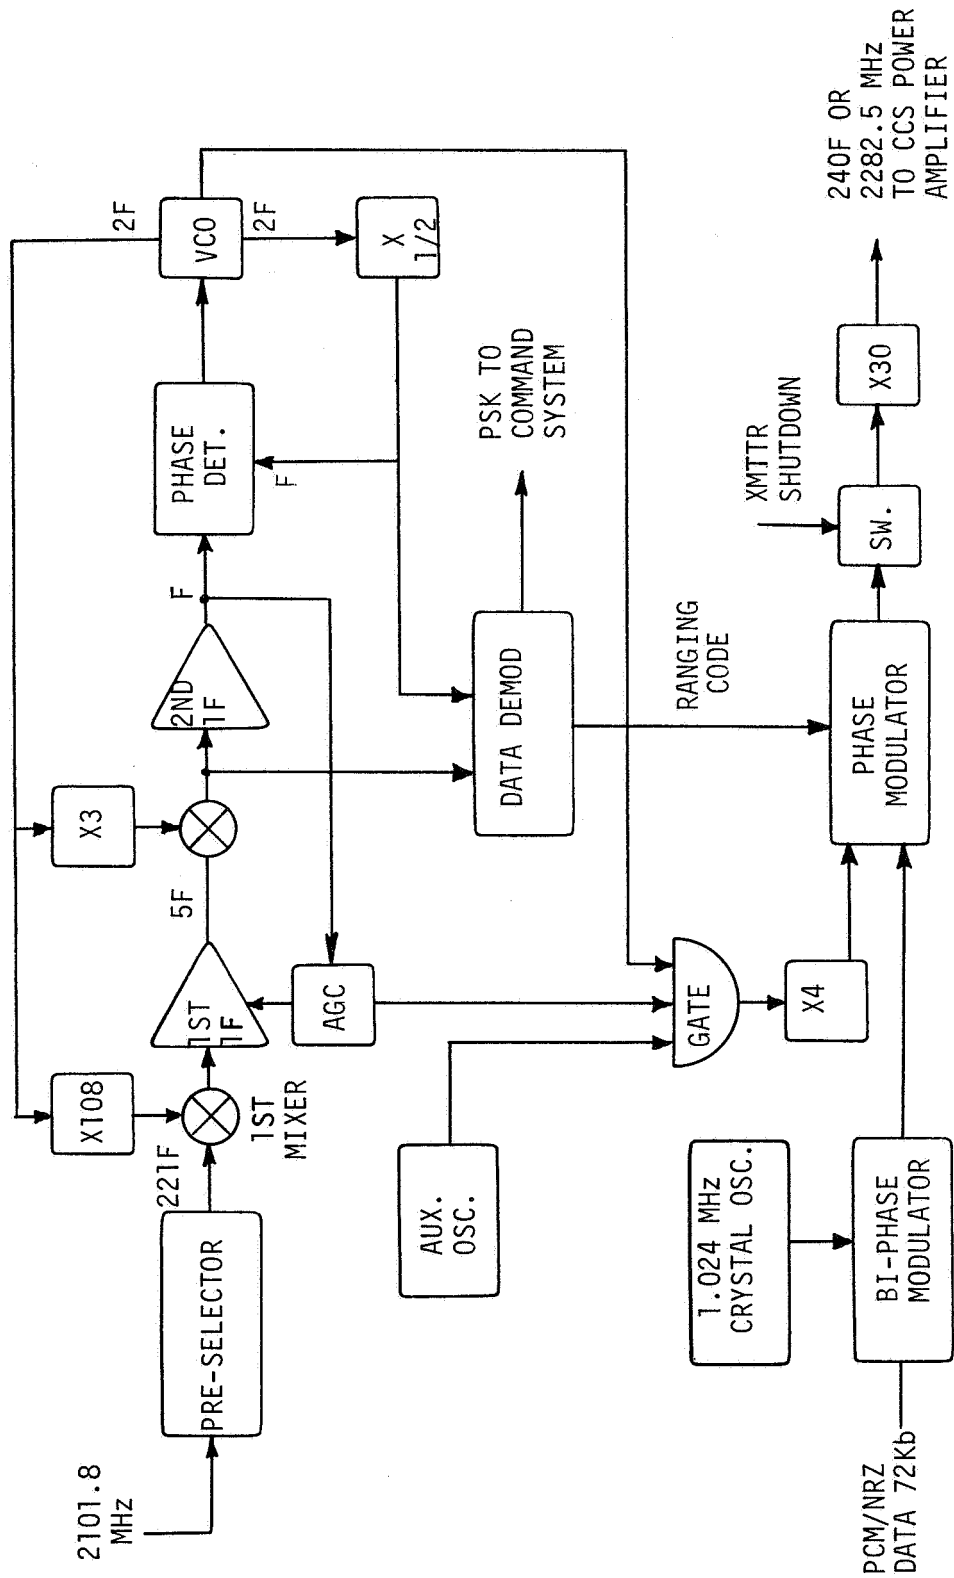 2101.8
MHz
PRE-SELECTOR
221F
X108
1ST
MIXER
1ST
1F
5F
X3
2ND
1F
F
PHASE
DET.
F
VCO
2F
2F
X
1/2
AGC
AUX.
OSC.
GATE
X4
DATA DEMOD
PSK TO
COMMAND
SYSTEM
RANGING
CODE
1.024 MHz
CRYSTAL OSC.
PCM/NRZ
DATA 72Kb
BI-PHASE
MODULATOR
PHASE
MODULATOR
XMTTR
SHUTDOWN
SW.
X30
240F OR
2282.5 MHz
TO CCS POWER
AMPLIFIER